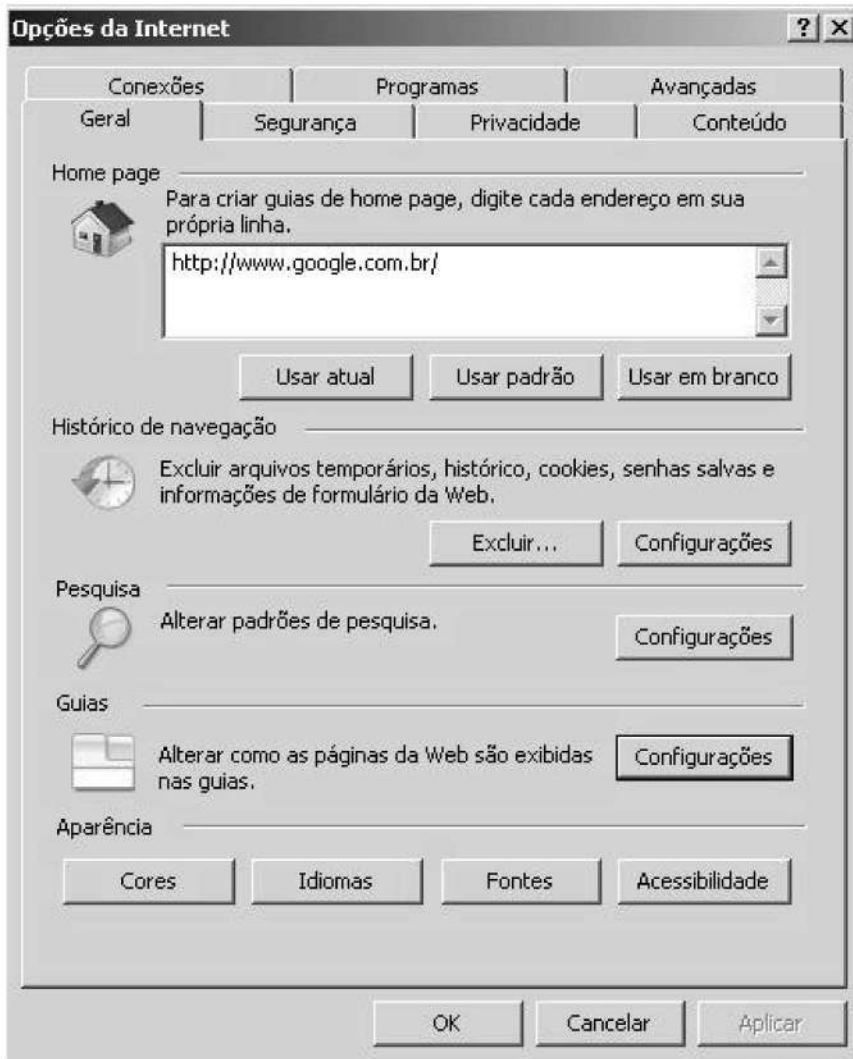 Opções da Internet
Conexões Programas Avançadas
Geral Segurança Privacidade Conteúdo
Home page
Para criar guias de home page, digite cada endereço em sua
própria linha.
http://www.google.com.br/
Usar atual Usar padrão Usar em branco
Histórico de navegação
Excluir arquivos temporários, histórico, cookies, senhas salvas e
informações de formulário da Web.
Excluir... Configurações
Pesquisa
Alterar padrões de pesquisa.
Configurações
Guias
Alterar como as páginas da Web são exibidas
nas guias.
Configurações
Aparência
Cores Idiomas Fontes Acessibilidade
OK Cancelar Aplicar